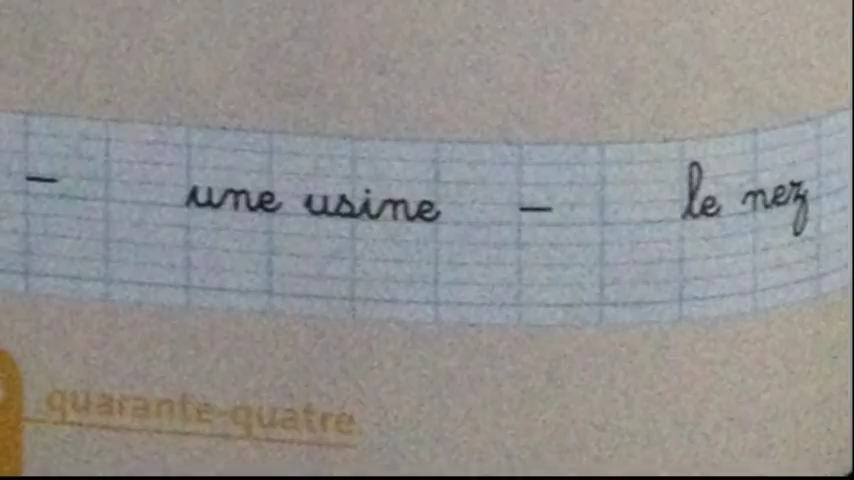 – une usine – le nez
quarante-quatre